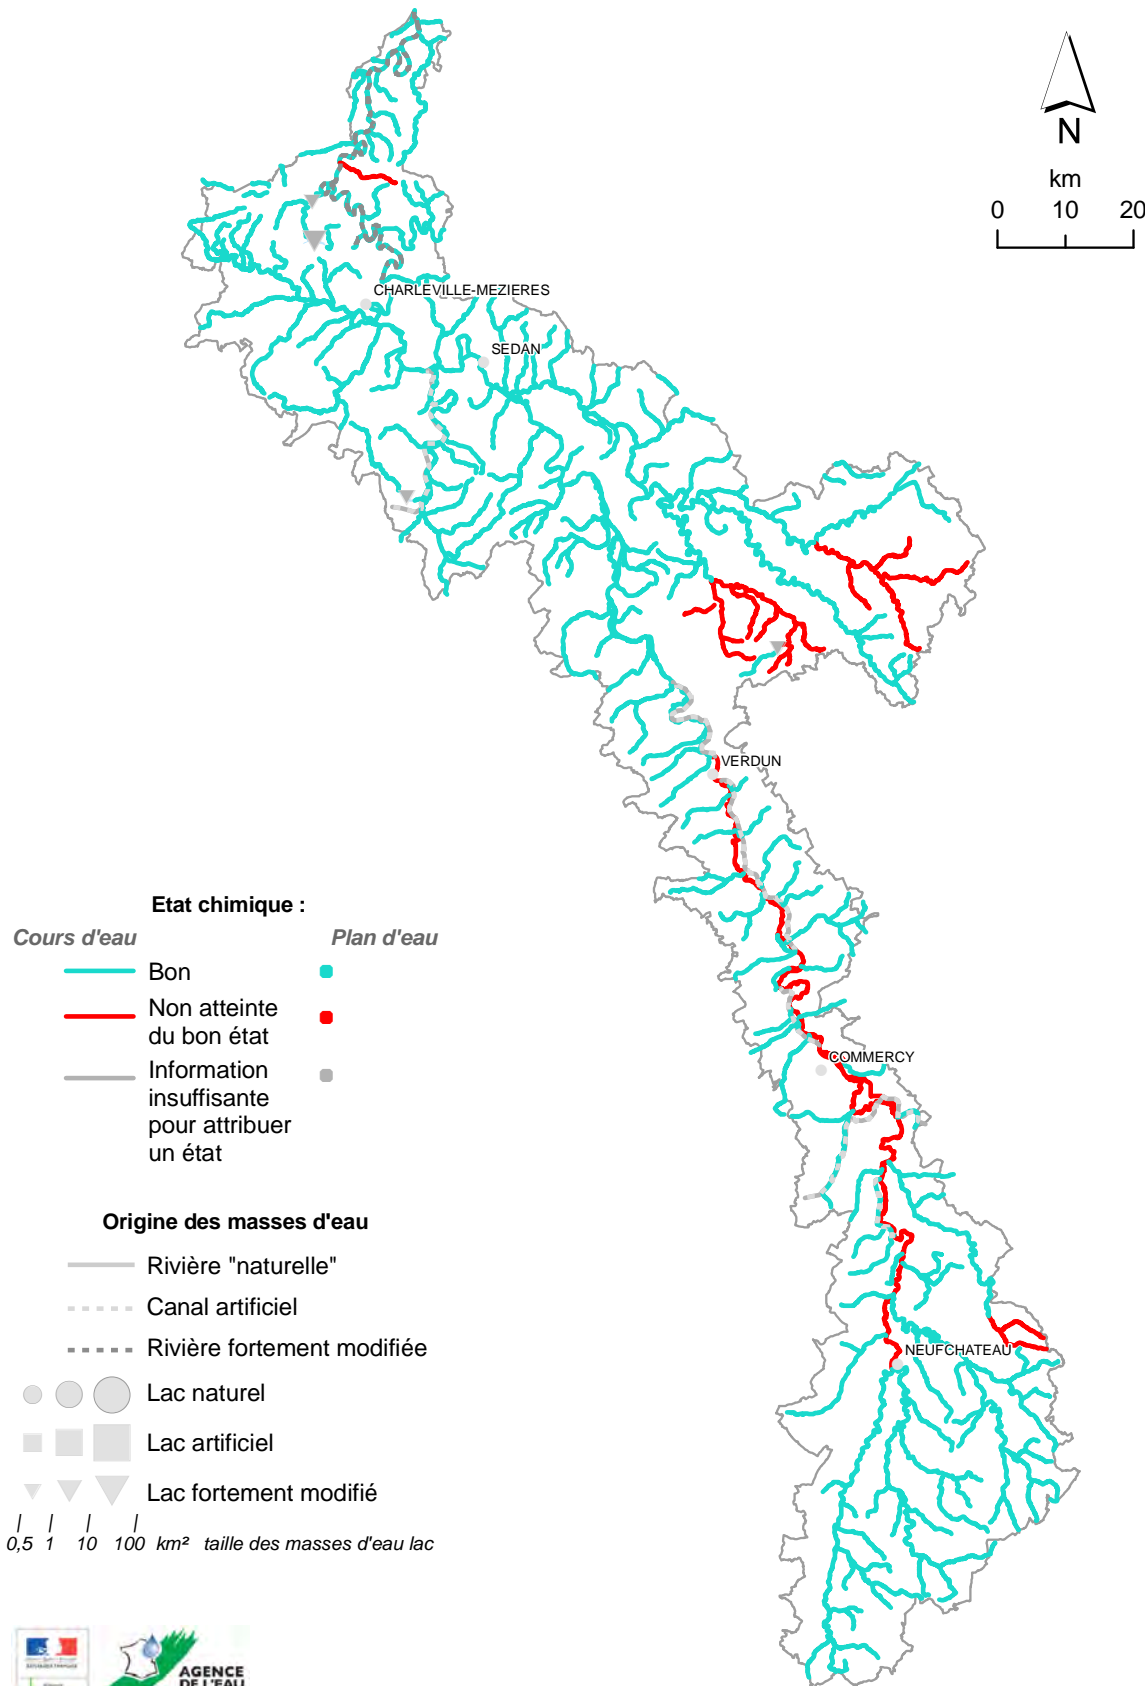 N
km
0 10 20
CHARLEVILLE-MEZIERES
SEDAN
VERDUN
COMMERCY
NEUFCHATEAU
Etat chimique :
Cours d'eau Plan d'eau
Bon
Non atteinte
du bon état
Information
insuffisante
pour attribuer
un état
Origine des masses d'eau
Rivière "naturelle"
Canal artificiel
Rivière fortement modifiée
Lac naturel
Lac artificiel
Lac fortement modifié
0,5 1 10 100 km² taille des masses d'eau lac
AGENCE
DE L'EAU